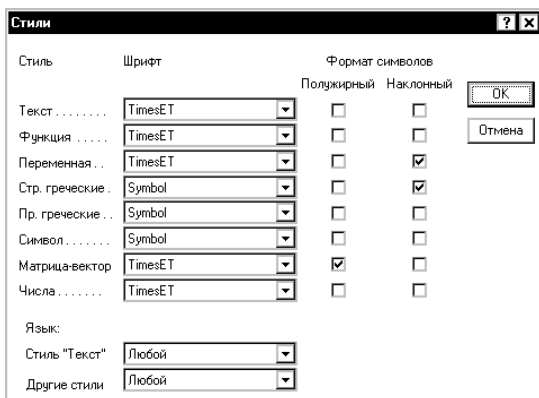 Стили ? X
Стиль Шрифт Формат символов
Полужирный Наклонный
OK
Текст........ TimesET
Функция ..... TimesET
Отмена
Переменная.. TimesET
Стр. греческие. Symbol
Пр. греческие.. Symbol
Символ....... Symbol
Матрица-вектор TimesET
Числа....... TimesET
Язык:
Стиль "Текст" Любой
Другие стили Любой